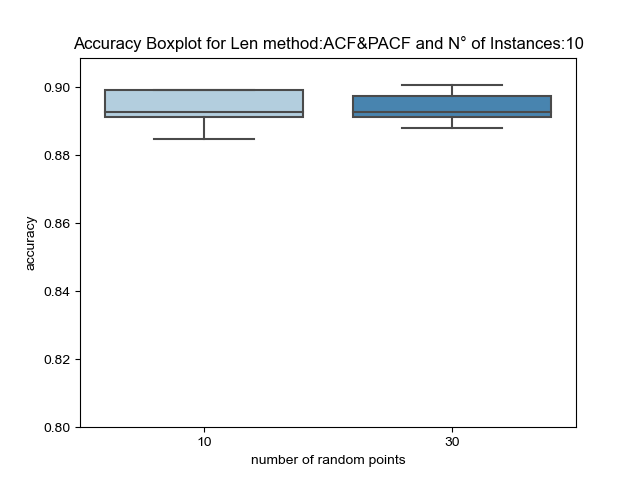 Accuracy Boxplot for Len method:ACF&PACF and N° of Instances:10
accuracy
0.90
0.88
0.86
0.84
0.82
0.80
10
30
number of random points